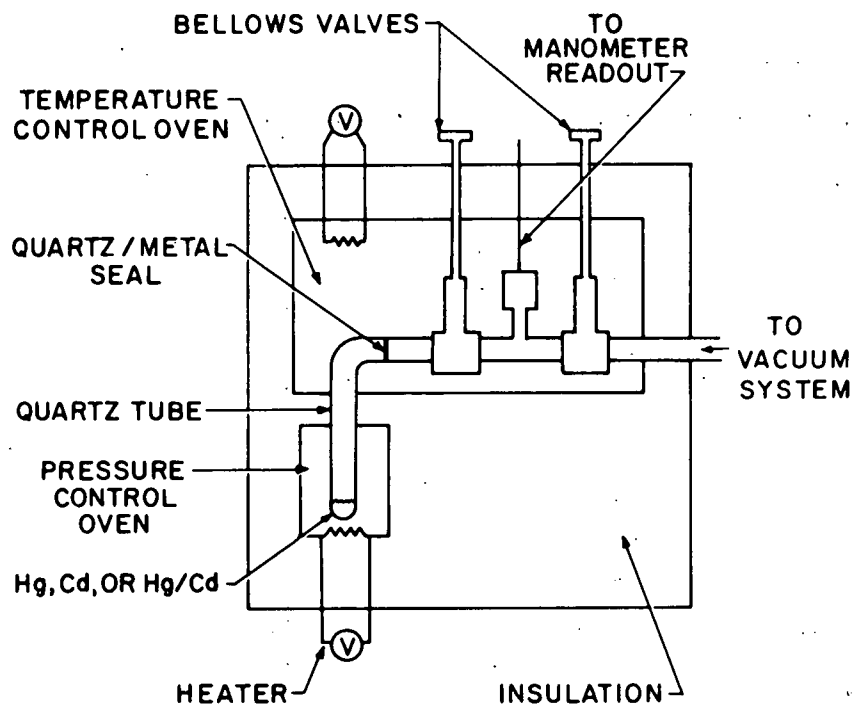 BELLOWS VALVES
TO
MANOMETER
READOUT
TEMPERATURE
CONTROL OVEN
V
QUARTZ/METAL
SEAL
TO
VACUUM
SYSTEM
QUARTZ TUBE
PRESSURE
CONTROL
OVEN
Hg, Cd, OR Hg/Cd
V
HEATER
INSULATION